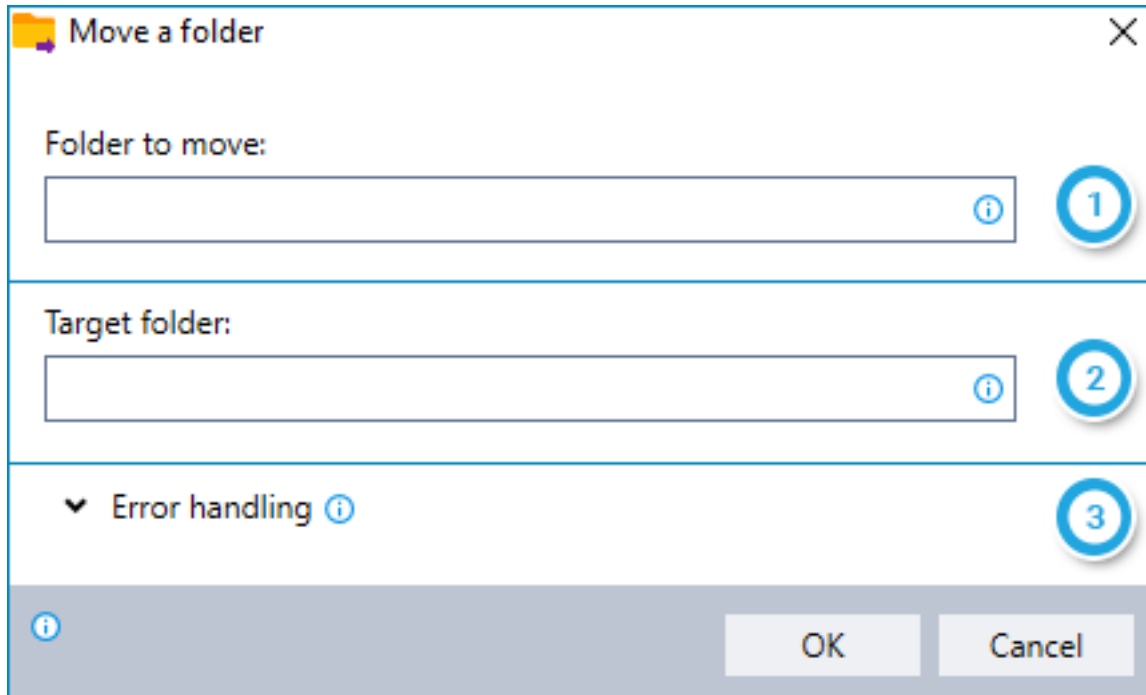 Move a folder
Folder to move:
1
Target folder:
2
Error handling
3
OK
Cancel